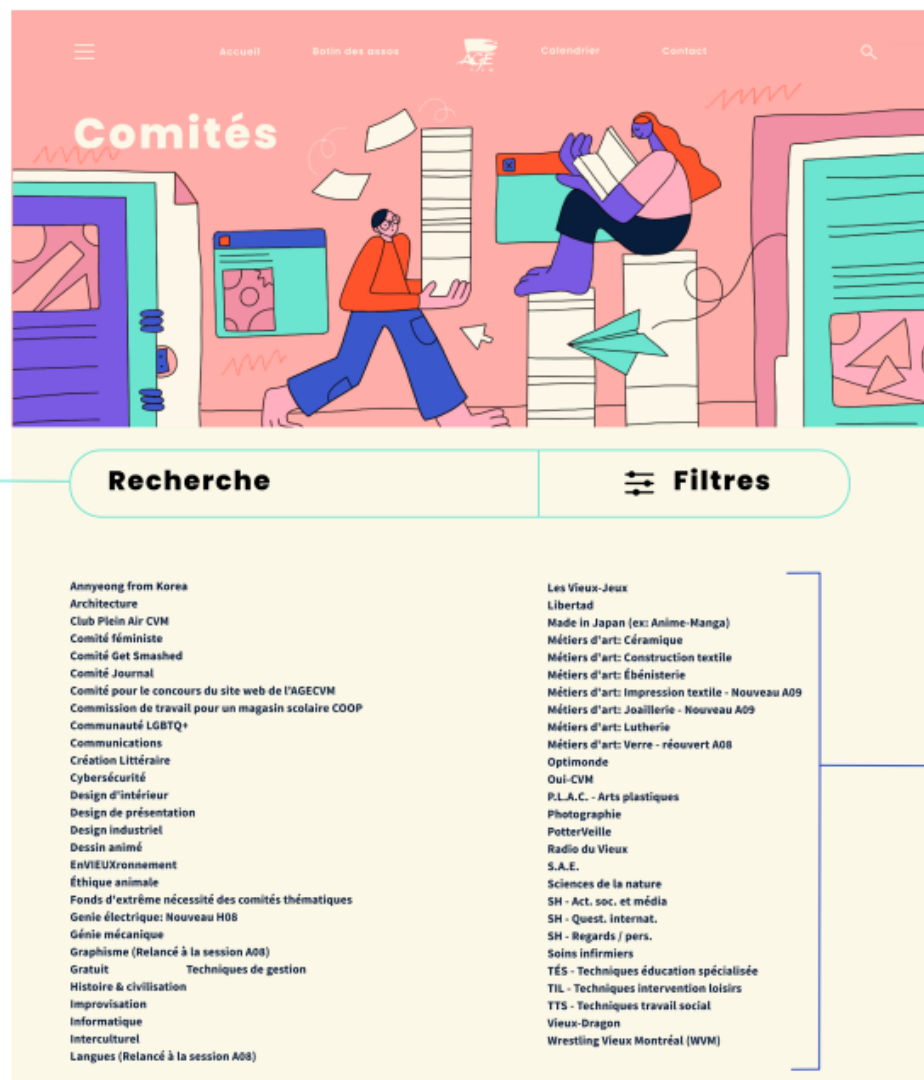 Accueil
Botin des assos
AGE
Calendrier
Contact
Comités
Recherche
Filtres
Annyeong from Korea
Architecture
Club Plein Air CVM
Comité féministe
Comité Get Smashed
Comité Journal
Comité pour le concours du site web de l'AGECVM
Commission de travail pour un magasin scolaire COOP
Communauté LGBTQ+
Communications
Création Littéraire
Cybersécurité
Design d'intérieur
Design de présentation
Design industriel
Dessin animé
EnVIEUXronnement
Éthique animale
Fonds d'extrême nécessité des comités thématiques
Genie électrique: Nouveau H08
Génie mécanique
Graphisme (Relancé à la session A08)
Gratuit Techniques de gestion
Histoire & civilisation
Improvisation
Informatique
Interculturel
Langues (Relancé à la session A08)
Les Vieux-Jeux
Libertad
Made in Japan (ex: Anime-Manga)
Métiers d'art: Céramique
Métiers d'art: Construction textile
Métiers d'art: Ébénisterie
Métiers d'art: Impression textile - Nouveau A09
Métiers d'art: Joaillerie - Nouveau A09
Métiers d'art: Lutherie
Métiers d'art: Verre - réouvert A08
Optimonde
Oui-CVM
P.L.A.C. - Arts plastiques
Photographie
PotterVeille
Radio du Vieux
S.A.E.
Sciences de la nature
SH - Act. soc. et média
SH - Quest. internat.
SH - Regards / pers.
Soins infirmiers
TÉS - Techniques éducation spécialisée
TIL - Techniques intervention loisirs
TTS - Techniques travail social
Vieux-Dragon
Wrestling Vieux Montréal (WVM)